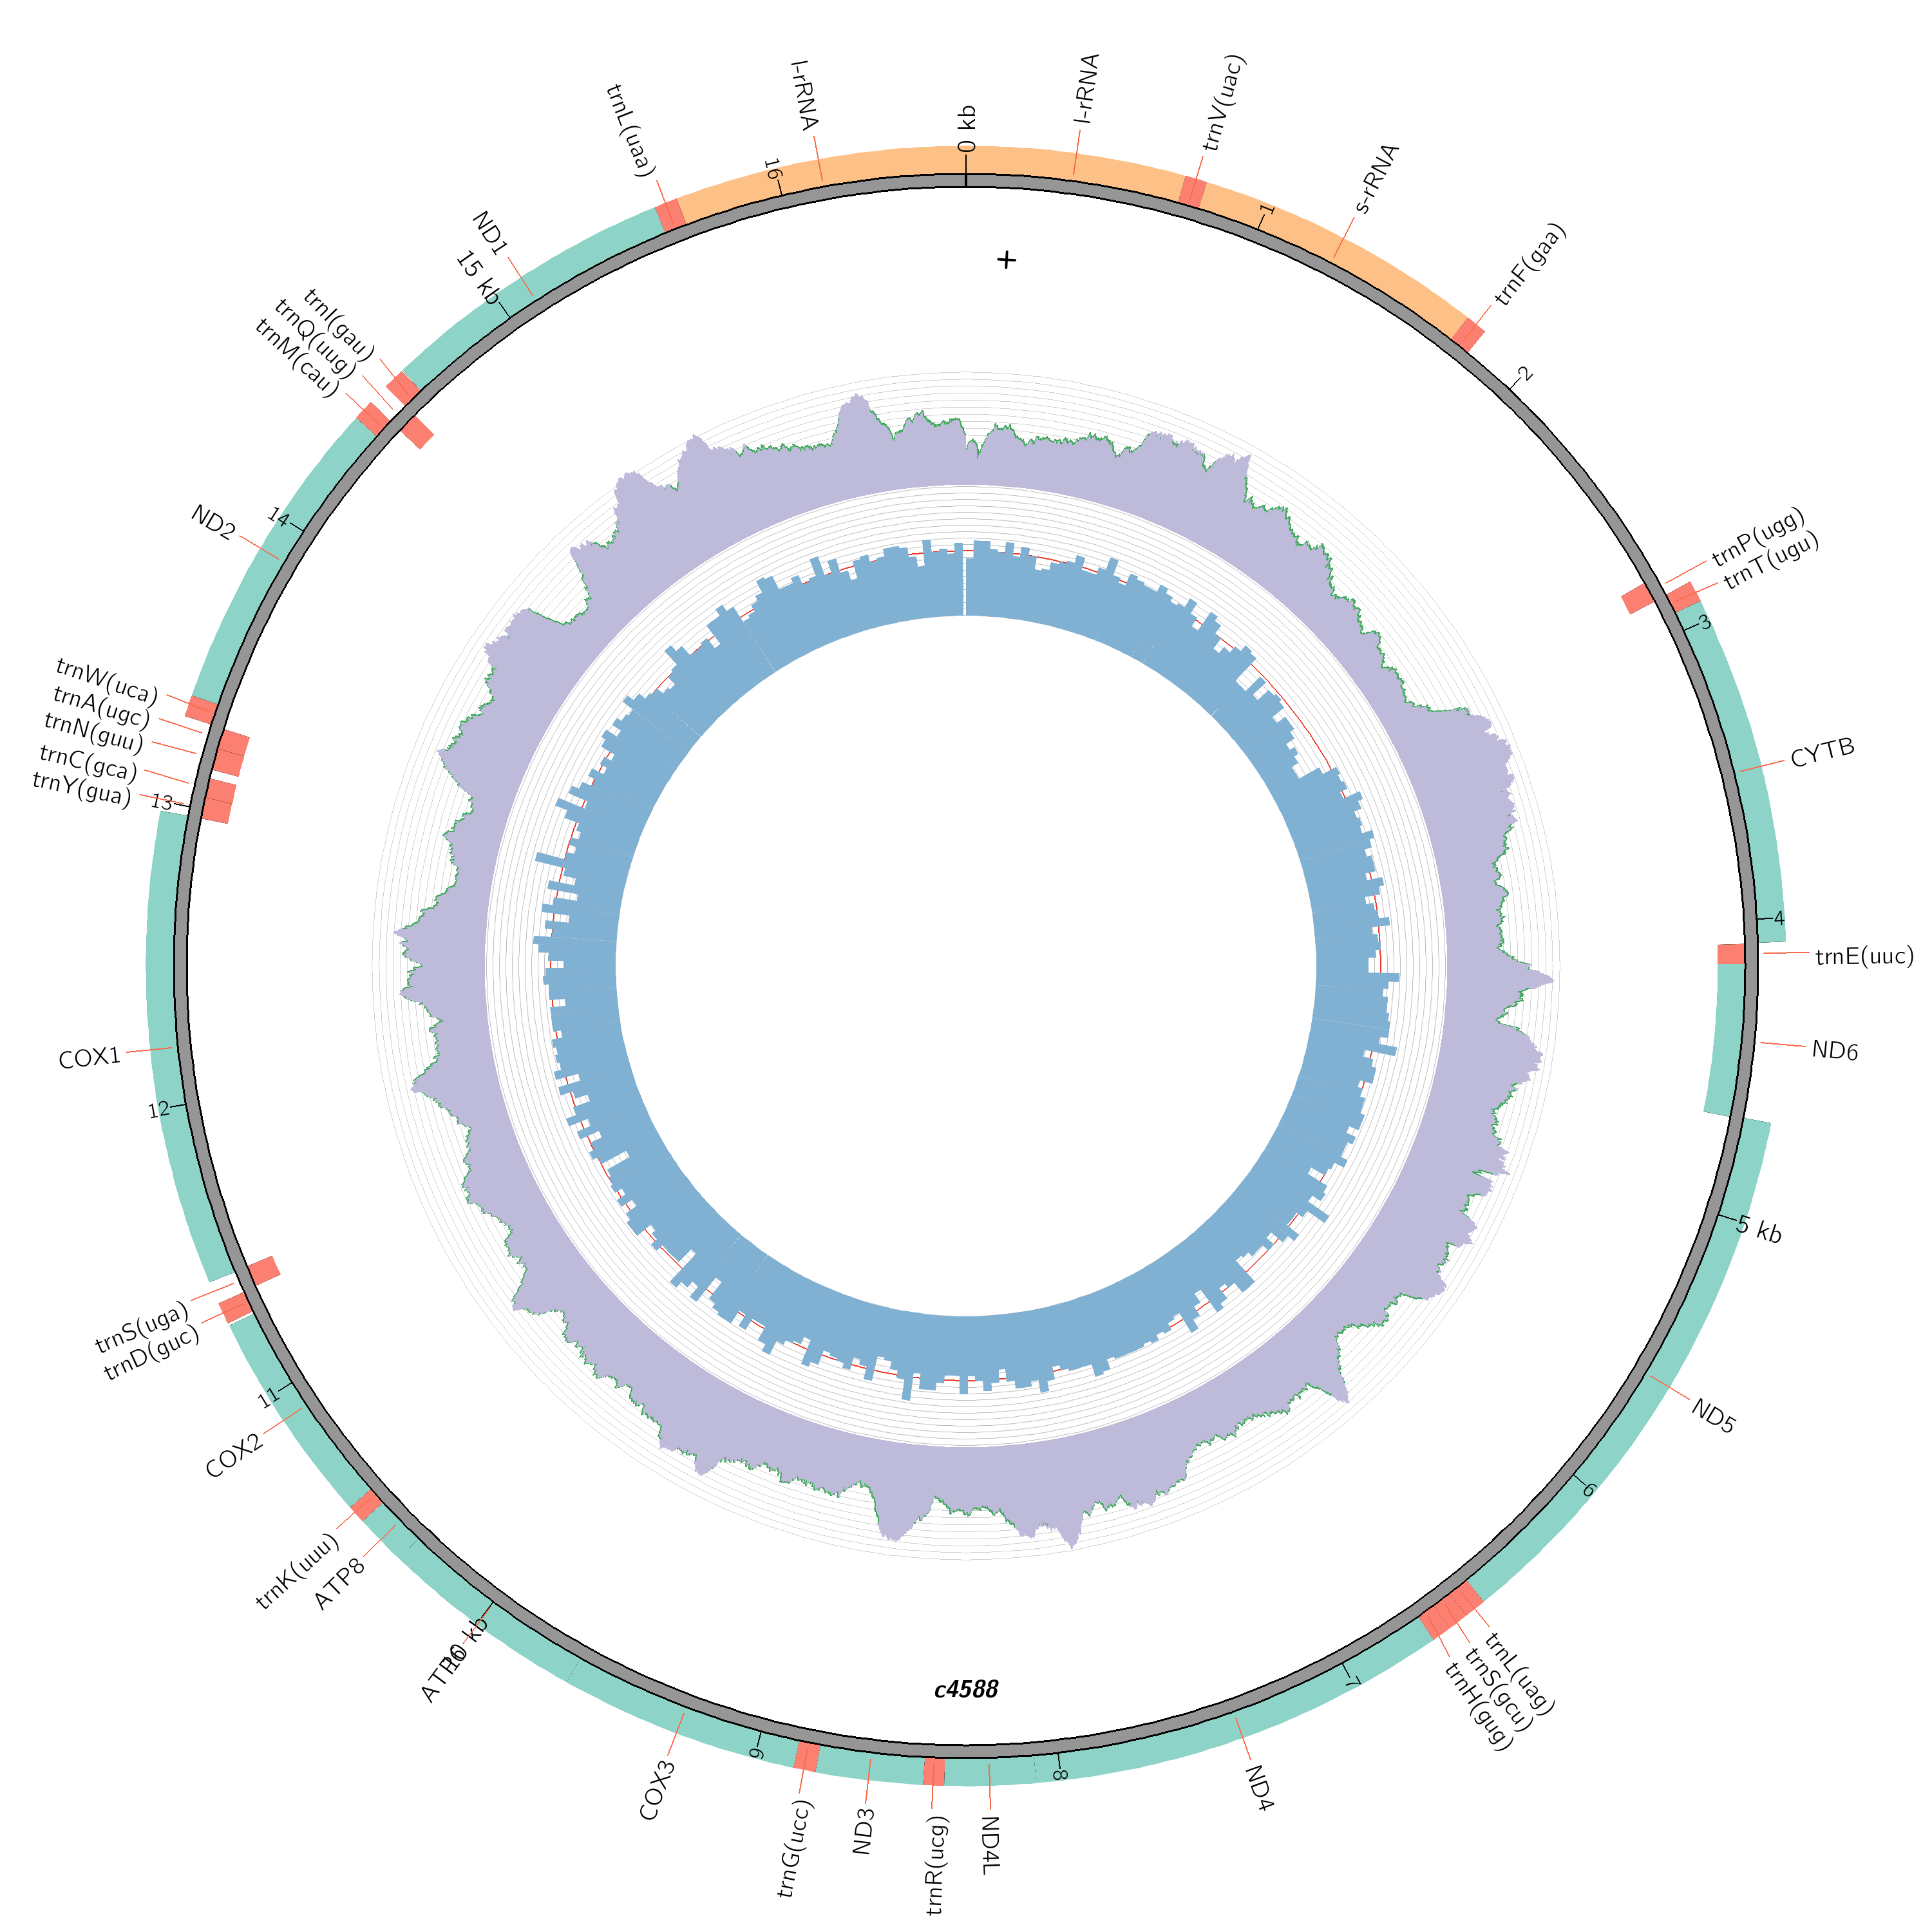 0 kb
l-rRNA
trnV(uac)
1
s-rRNA
trnF(gaa)
2
trnP(ugg)
trnT(ugu)
3
CYTB
4
trnE(uuc)
ND6
5 kb
ND5
6
trnL(uag)
trnS(gcu)
trnH(gug)
7
ND4
8
ND4L
trnR(ucg)
ND3
trnG(ucc)
9
COX3
10 kb
ATP6
ATP8
trnK(uuu)
COX2
11
trnD(guc)
trnS(uga)
12
COX1
13
trnY(gua)
trnC(gca)
trnN(guu)
trnA(ugc)
trnW(uca)
ND2
14
trnM(cau)
trnQ(uug)
trnI(gau)
15 kb
ND1
trnL(uaa)
16
l-rRNA
+
c4588